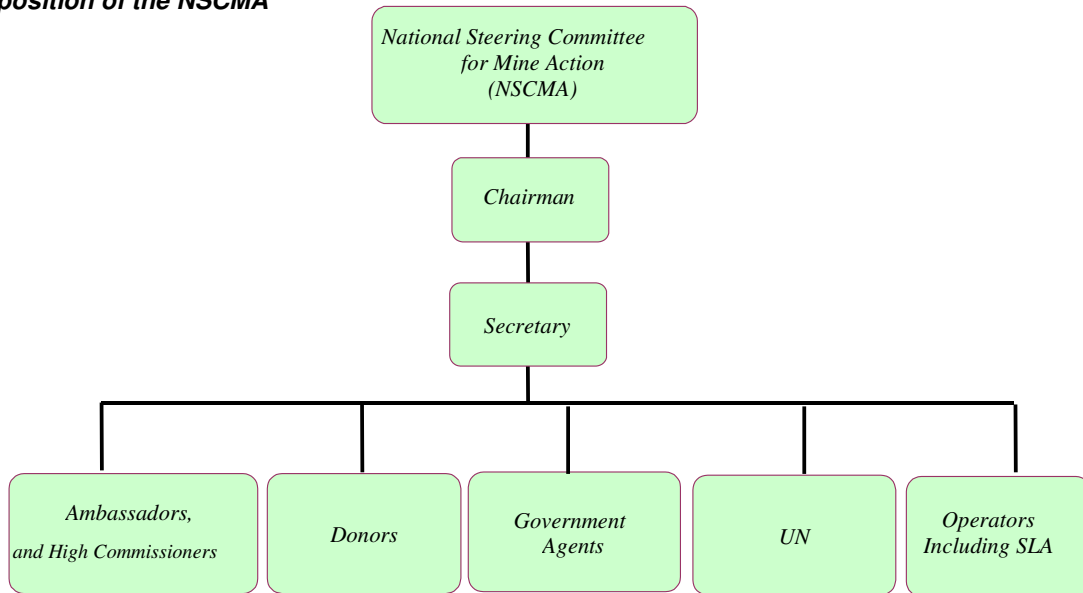 position of the NSCMA
National Steering Committee
for Mine Action
(NSCMA)
Chairman
Secretary
Ambassadors,
and High Commissioners
Donors
Government
Agents
UN
Operators
Including SLA